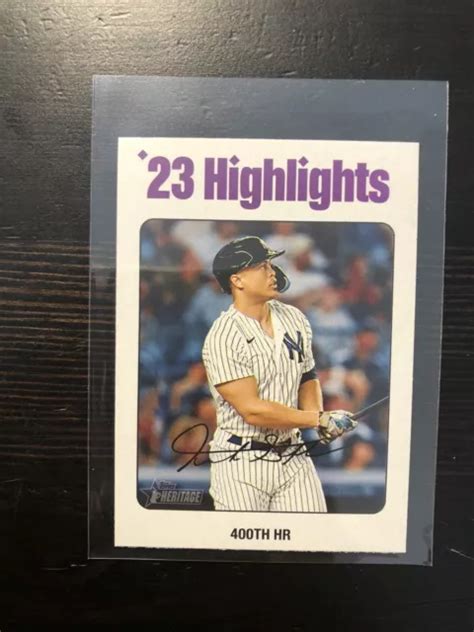 '23 Highlights
NY
Topps
HERITAGE
400TH HR